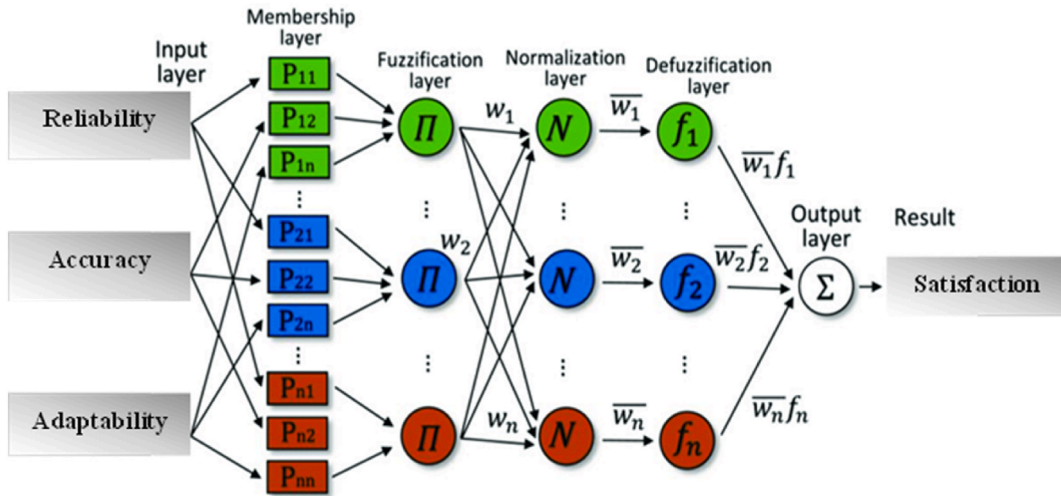 Input
layer
Membership
layer
Fuzzification
layer
Normalization
layer
Defuzzification
layer
Output
layer
Result
Reliability
Accuracy
Adaptability
P₁₁
P₁₂
P₁ₙ
⋮
P₂₁
P₂₂
P₂ₙ
⋮
Pₙ₁
Pₙ₂
Pₙₙ
Π
⋮
Π
⋮
Π
w₁
w₂
wₙ
N
⋮
N
⋮
N
w̅₁
w̅₂
w̅ₙ
f₁
⋮
f₂
⋮
fₙ
w̅₁f₁
w̅₂f₂
w̅ₙfₙ
Σ
Satisfaction